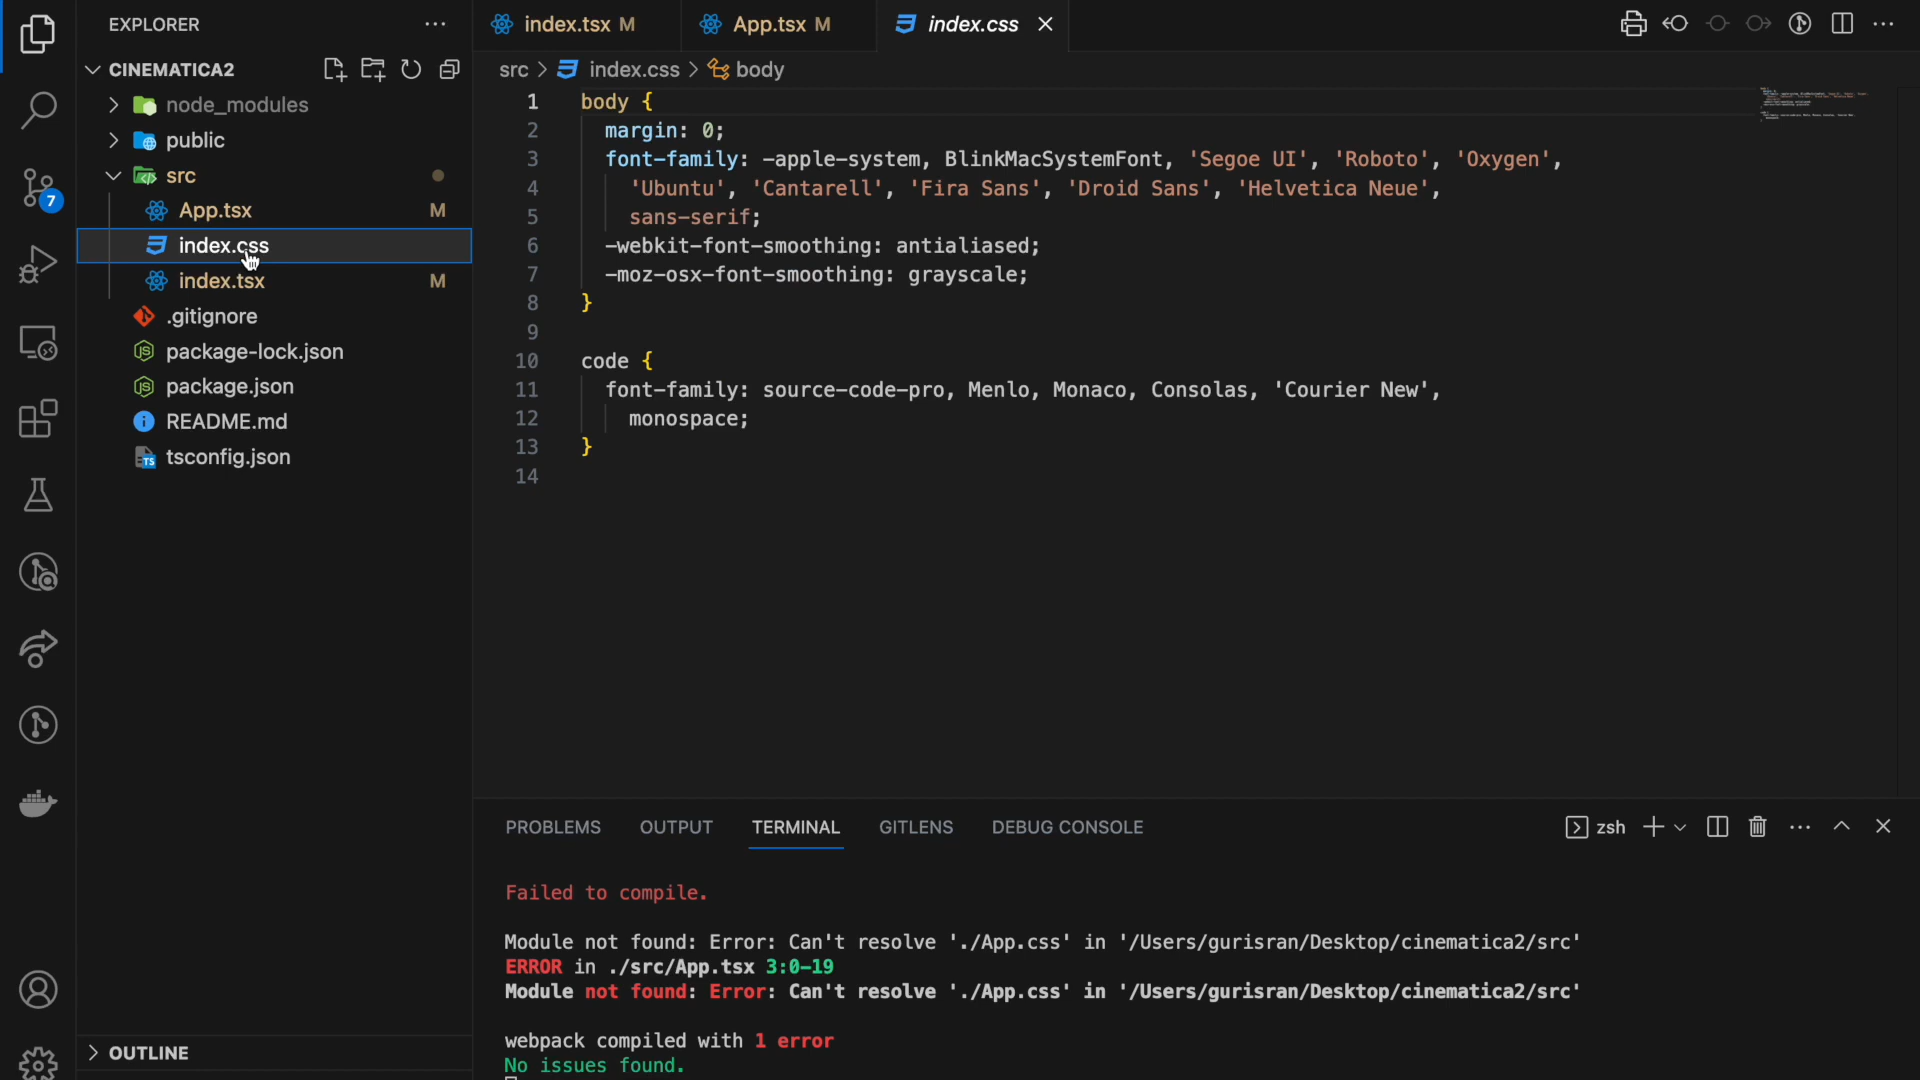 EXPLORER
CINEMATICA2
node_modules
public
src
App.tsx M
index.css
index.tsx M
.gitignore
package-lock.json
package.json
README.md
tsconfig.json
OUTLINE
7
index.tsx M
App.tsx M
index.css
src > index.css > body
1 body {
2 margin: 0;
3 font-family: -apple-system, BlinkMacSystemFont, 'Segoe UI', 'Roboto', 'Oxygen',
4 'Ubuntu', 'Cantarell', 'Fira Sans', 'Droid Sans', 'Helvetica Neue',
5 sans-serif;
6 -webkit-font-smoothing: antialiased;
7 -moz-osx-font-smoothing: grayscale;
8 }
9
10 code {
11 font-family: source-code-pro, Menlo, Monaco, Consolas, 'Courier New',
12 monospace;
13 }
14
PROBLEMS OUTPUT TERMINAL GITLENS DEBUG CONSOLE
zsh
Failed to compile.
Module not found: Error: Can't resolve './App.css' in '/Users/gurisran/Desktop/cinematica2/src'
ERROR in ./src/App.tsx 3:0-19
Module not found: Error: Can't resolve './App.css' in '/Users/gurisran/Desktop/cinematica2/src'
webpack compiled with 1 error
No issues found.